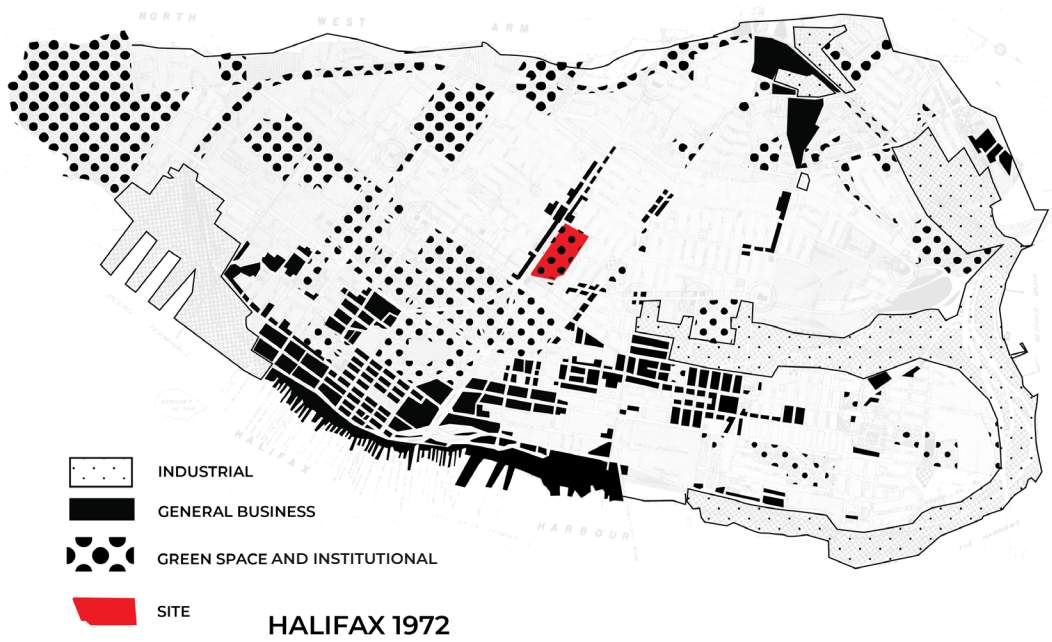 NORTH WEST ARM
HALIFAX
HARBOUR
INDUSTRIAL
GENERAL BUSINESS
GREEN SPACE AND INSTITUTIONAL
SITE
HALIFAX 1972